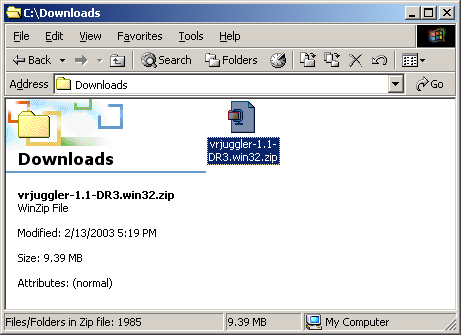 C:\Downloads
File Edit View Favorites Tools Help
Back Search Folders
Address Downloads Go
Downloads
vrjuggler-1.1-
DR3.win32.zip
vrjuggler-1.1-DR3.win32.zip
WinZip File
Modified: 2/13/2003 5:19 PM
Size: 9.39 MB
Attributes: (normal)
Files/Folders in Zip file: 1985 9.39 MB My Computer